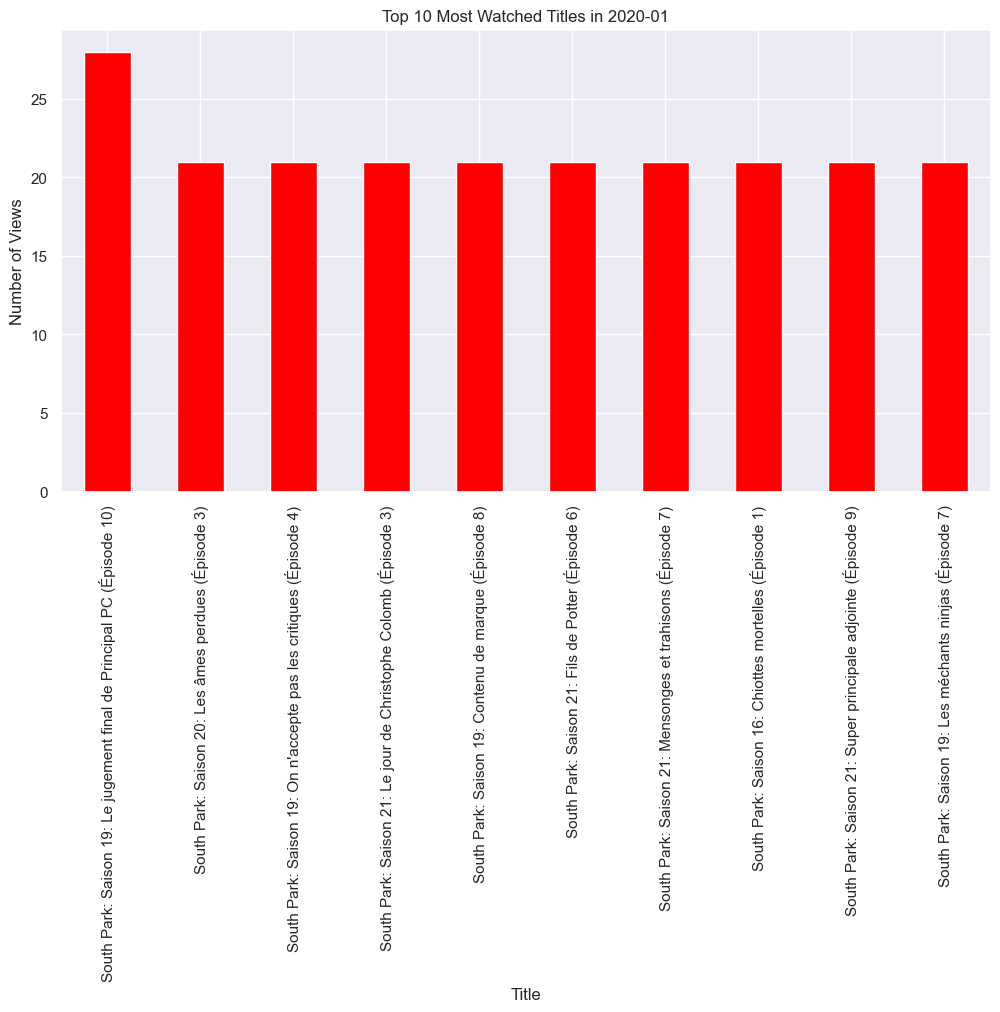 Top 10 Most Watched Titles in 2020-01
Number of Views
25
20
15
10
5
0
South Park: Saison 19: Le jugement final de Principal PC (Épisode 10)
South Park: Saison 20: Les âmes perdues (Épisode 3)
South Park: Saison 19: On n'accepte pas les critiques (Épisode 4)
South Park: Saison 21: Le jour de Christophe Colomb (Épisode 3)
South Park: Saison 19: Contenu de marque (Épisode 8)
South Park: Saison 21: Fils de Potter (Épisode 6)
South Park: Saison 21: Mensonges et trahisons (Épisode 7)
South Park: Saison 16: Chiottes mortelles (Épisode 1)
South Park: Saison 21: Super principale adjointe (Épisode 9)
South Park: Saison 19: Les méchants ninjas (Épisode 7)
Title